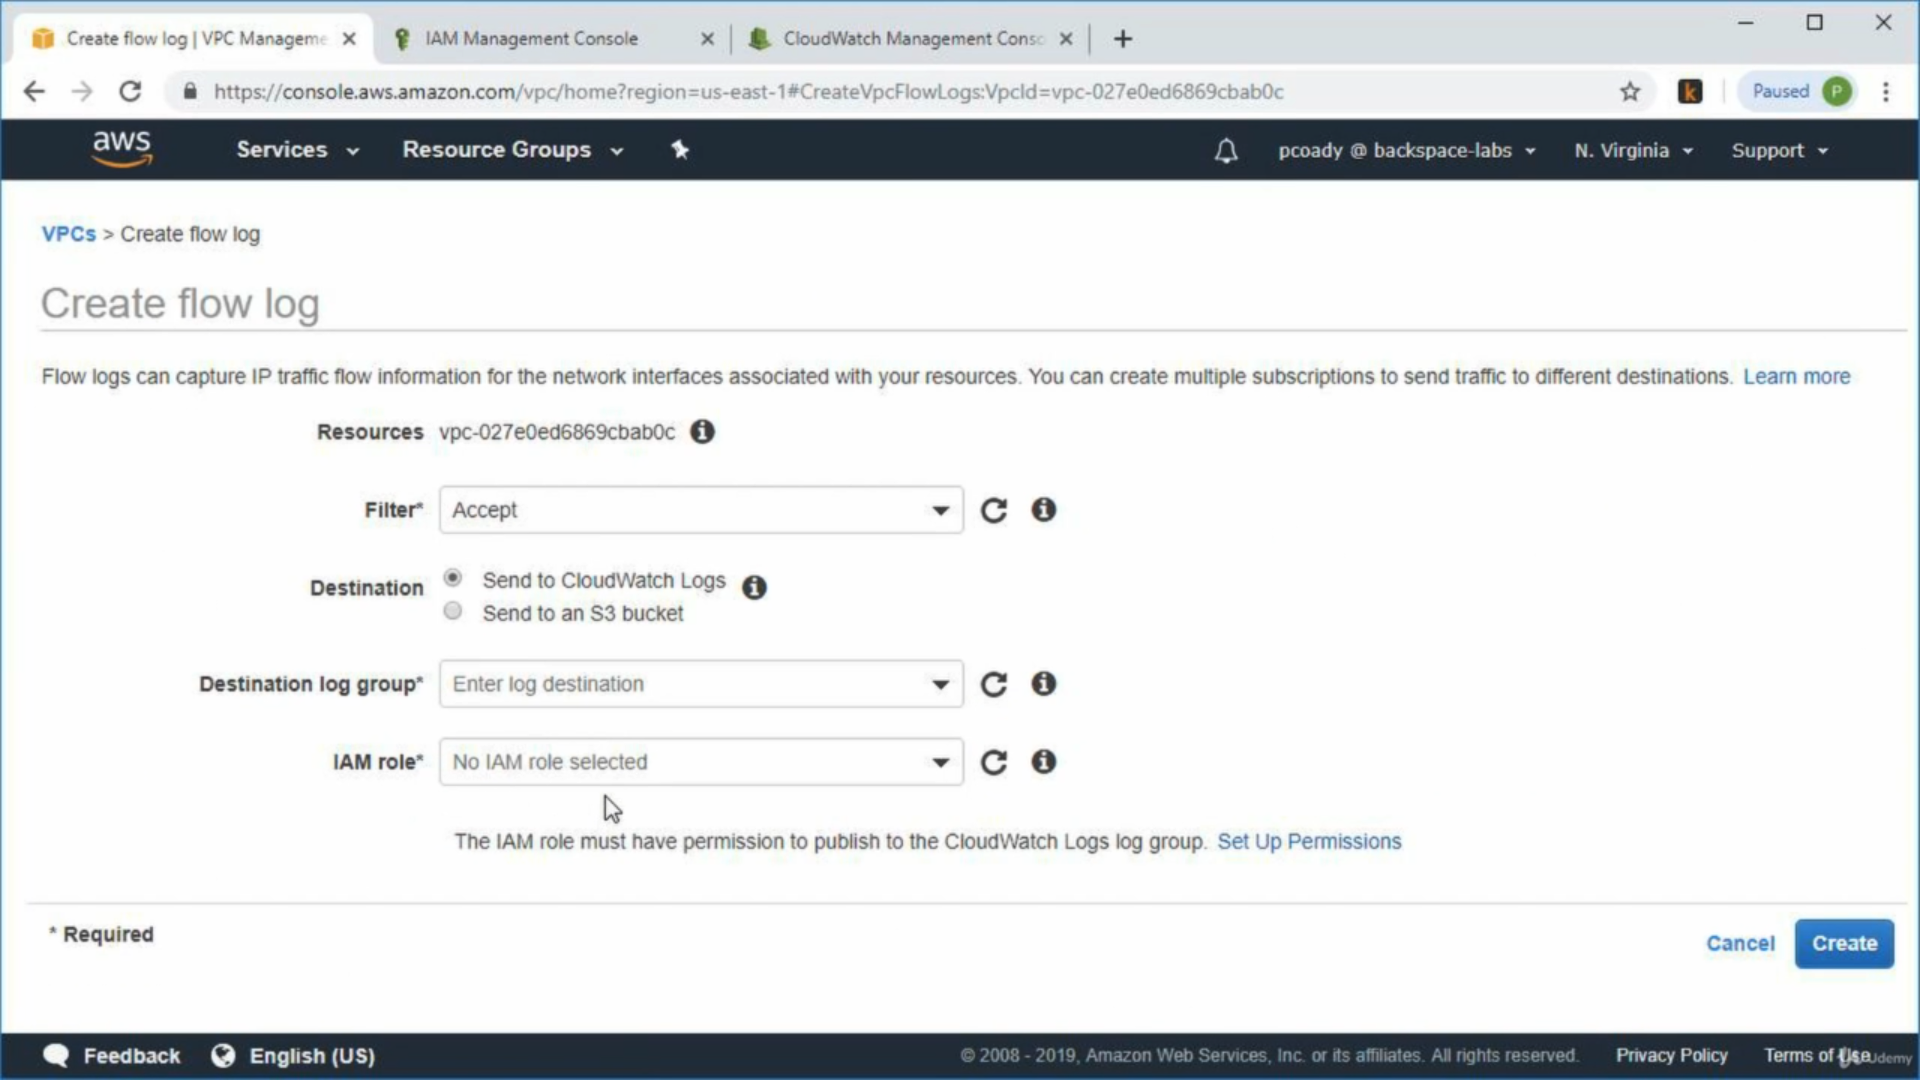 Create flow log | VPC Manageme
IAM Management Console
CloudWatch Management Conso
https://console.aws.amazon.com/vpc/home?region=us-east-1#CreateVpcFlowLogs:VpcId=vpc-027e0ed6869cbab0c
k
Paused P
aws
Services
Resource Groups
pcoady @ backspace-labs
N. Virginia
Support
VPCs > Create flow log
Create flow log
Flow logs can capture IP traffic flow information for the network interfaces associated with your resources. You can create multiple subscriptions to send traffic to different destinations. Learn more
Resources vpc-027e0ed6869cbab0c
Filter* Accept
Destination
Send to CloudWatch Logs
Send to an S3 bucket
Destination log group* Enter log destination
IAM role* No IAM role selected
The IAM role must have permission to publish to the CloudWatch Logs log group. Set Up Permissions
* Required
Cancel Create
Feedback English (US) © 2008 - 2019, Amazon Web Services, Inc. or its affiliates. All rights reserved. Privacy Policy Terms of Use
Udemy